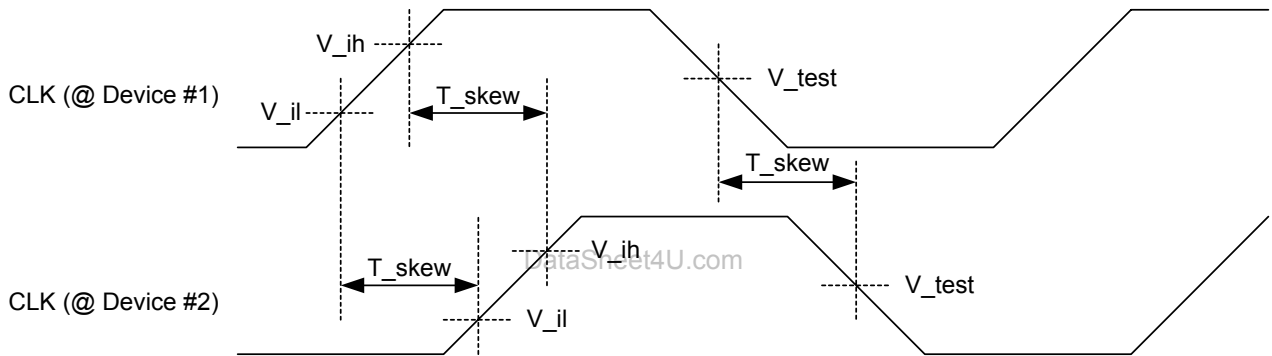 V_ih
V_test
CLK (@ Device #1)
T_skew
V_il
T_skew
V_ih
DataSheet4U.com
T_skew
V_test
CLK (@ Device #2)
V_il